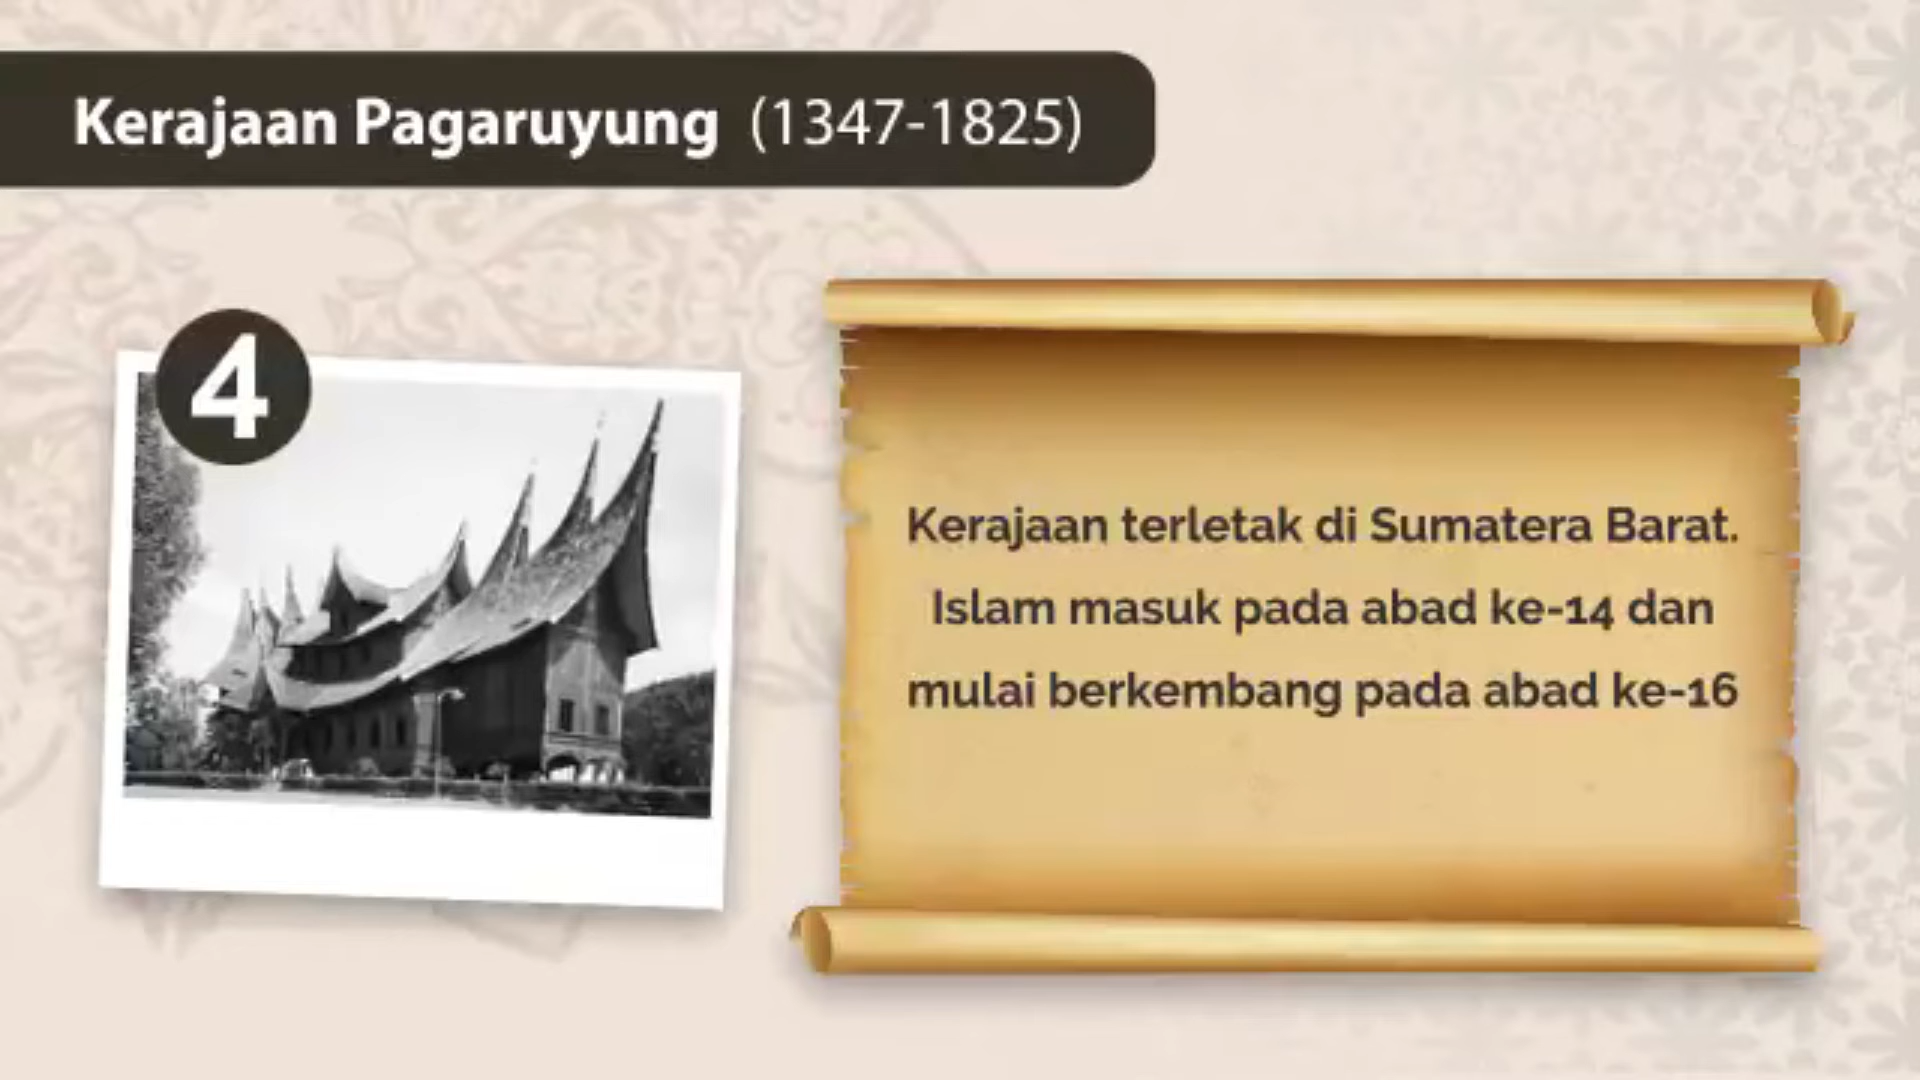 Kerajaan Pagaruyung (1347-1825)
4
Kerajaan terletak di Sumatera Barat.
Islam masuk pada abad ke-14 dan
mulai berkembang pada abad ke-16